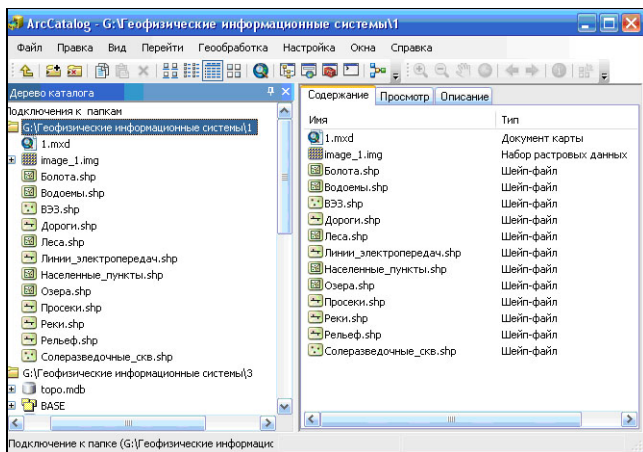 ArcCatalog - G:\Геофизические информационные системы\1
Файл Правка Вид Перейти Геообработка Настройка Окна Справка
Дерево каталога
Подключения к папкам
G:\Геофизические информационные системы\1
1.mxd
image_1.img
Болота.shp
Водоемы.shp
ВЭЗ.shp
Дороги.shp
Леса.shp
Линии_электропередач.shp
Населенные_пункты.shp
Озера.shp
Просеки.shp
Реки.shp
Рельеф.shp
Солеразведочные_скв.shp
G:\Геофизические информационные системы\3
topo.mdb
BASE
Содержание Просмотр Описание
Имя Тип
1.mxd Документ карты
image_1.img Набор растровых данных
Болота.shp Шейп-файл
Водоемы.shp Шейп-файл
ВЭЗ.shp Шейп-файл
Дороги.shp Шейп-файл
Леса.shp Шейп-файл
Линии_электропередач.shp Шейп-файл
Населенные_пункты.shp Шейп-файл
Озера.shp Шейп-файл
Просеки.shp Шейп-файл
Реки.shp Шейп-файл
Рельеф.shp Шейп-файл
Солеразведочные_скв.shp Шейп-файл
Подключение к папке (G:\Геофизические информаци